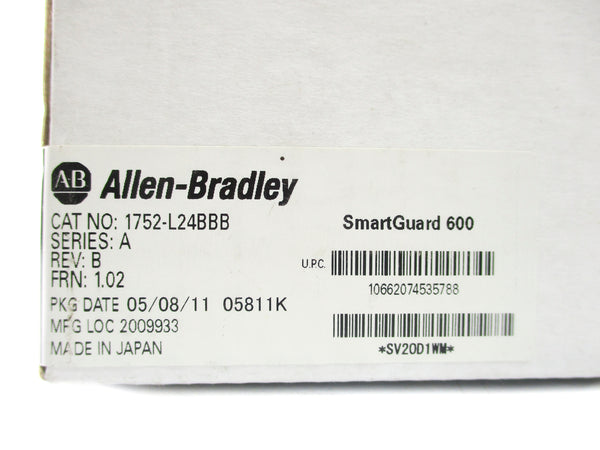 AB Allen-Bradley
CAT NO: 1752-L24BBB
SERIES: A
REV: B
FRN: 1.02
PKG DATE 05/08/11 05811K
MFG LOC 2009933
MADE IN JAPAN
SmartGuard 600
U.P.C.
10662074535788
*SV20D1WM*